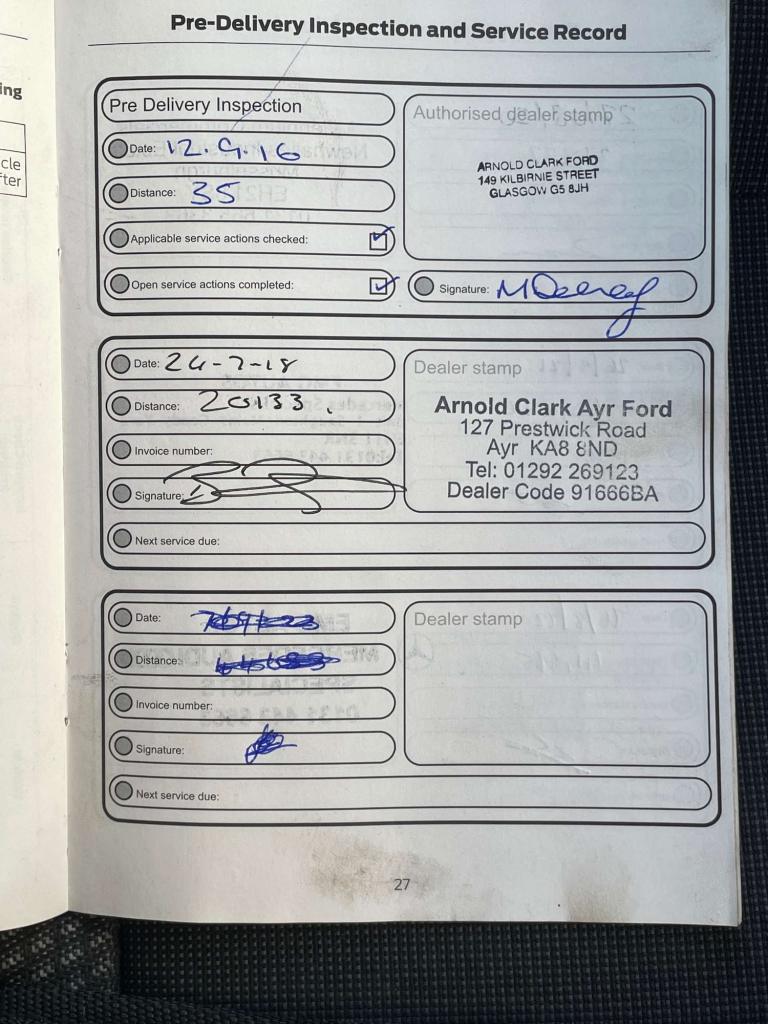 Pre-Delivery Inspection and Service Record
ing
cle
fter
Pre Delivery Inspection
Date: 12.9.16
Distance: 35
Applicable service actions checked:
Open service actions completed:
Authorised dealer stamp
ARNOLD CLARK FORD
149 KILBIRNIE STREET
GLASGOW G5 8JH
Signature:
Date: 24-7-18
Distance: 20133.
Invoice number:
Signature:
Next service due:
Dealer stamp
Arnold Clark Ayr Ford
127 Prestwick Road
Ayr KA8 8ND
Tel: 01292 269123
Dealer Code 91666BA
Date:
Distance:
Invoice number:
Signature:
Next service due:
Dealer stamp
27